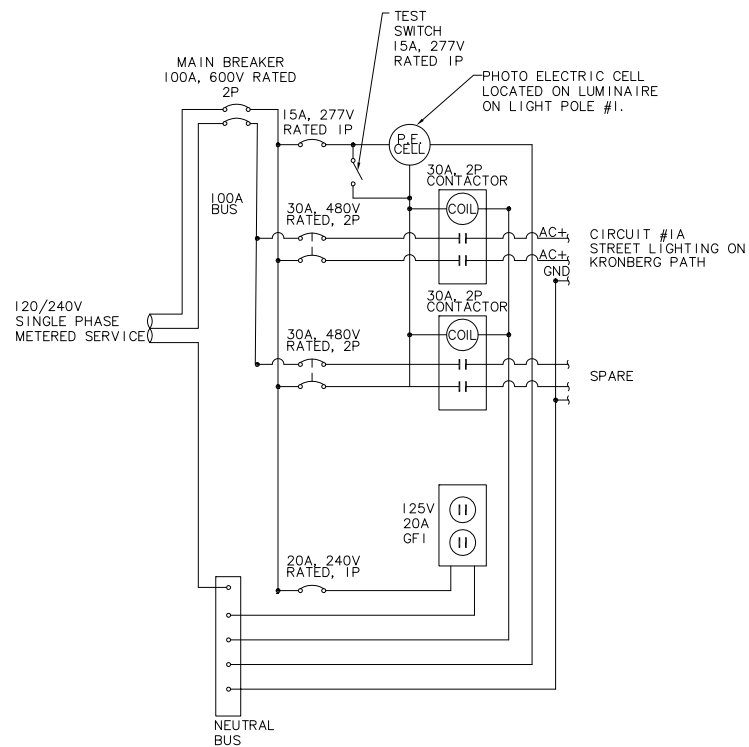 TEST
SWITCH
15A, 277V
RATED 1P
MAIN BREAKER
100A, 600V RATED
2P
PHOTO ELECTRIC CELL
LOCATED ON LUMINAIRE
ON LIGHT POLE #1.
15A, 277V
RATED 1P
P.E.
CELL
30A, 2P
CONTACTOR
100A
BUS
30A, 480V
RATED, 2P
COIL
AC+
AC+
GND
CIRCUIT #1A
STREET LIGHTING ON
KRONBERG PATH
120/240V
SINGLE PHASE
METERED SERVICE
30A, 2P
CONTACTOR
30A, 480V
RATED, 2P
COIL
SPARE
125V
20A
GFI
20A, 240V
RATED, 1P
NEUTRAL
BUS